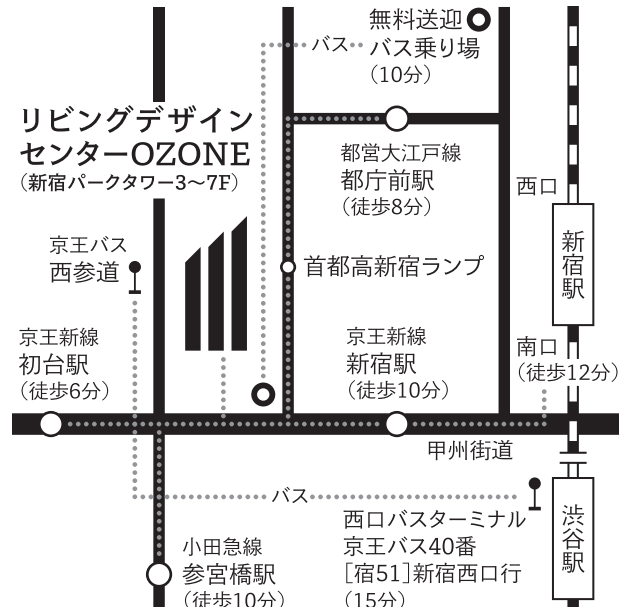 無料送迎
バス乗り場
（10分）
バス
リビングデザイン
センターOZONE
（新宿パークタワー3〜7F）
都営大江戸線
都庁前駅
（徒歩8分）
西口
新宿駅
京王バス
西参道
首都高新宿ランプ
京王新線
初台駅
（徒歩6分）
京王新線
新宿駅
（徒歩10分）
南口
（徒歩12分）
甲州街道
バス
西口バスターミナル
京王バス40番
［宿51］新宿西口行
（15分）
渋谷駅
小田急線
参宮橋駅
（徒歩10分）